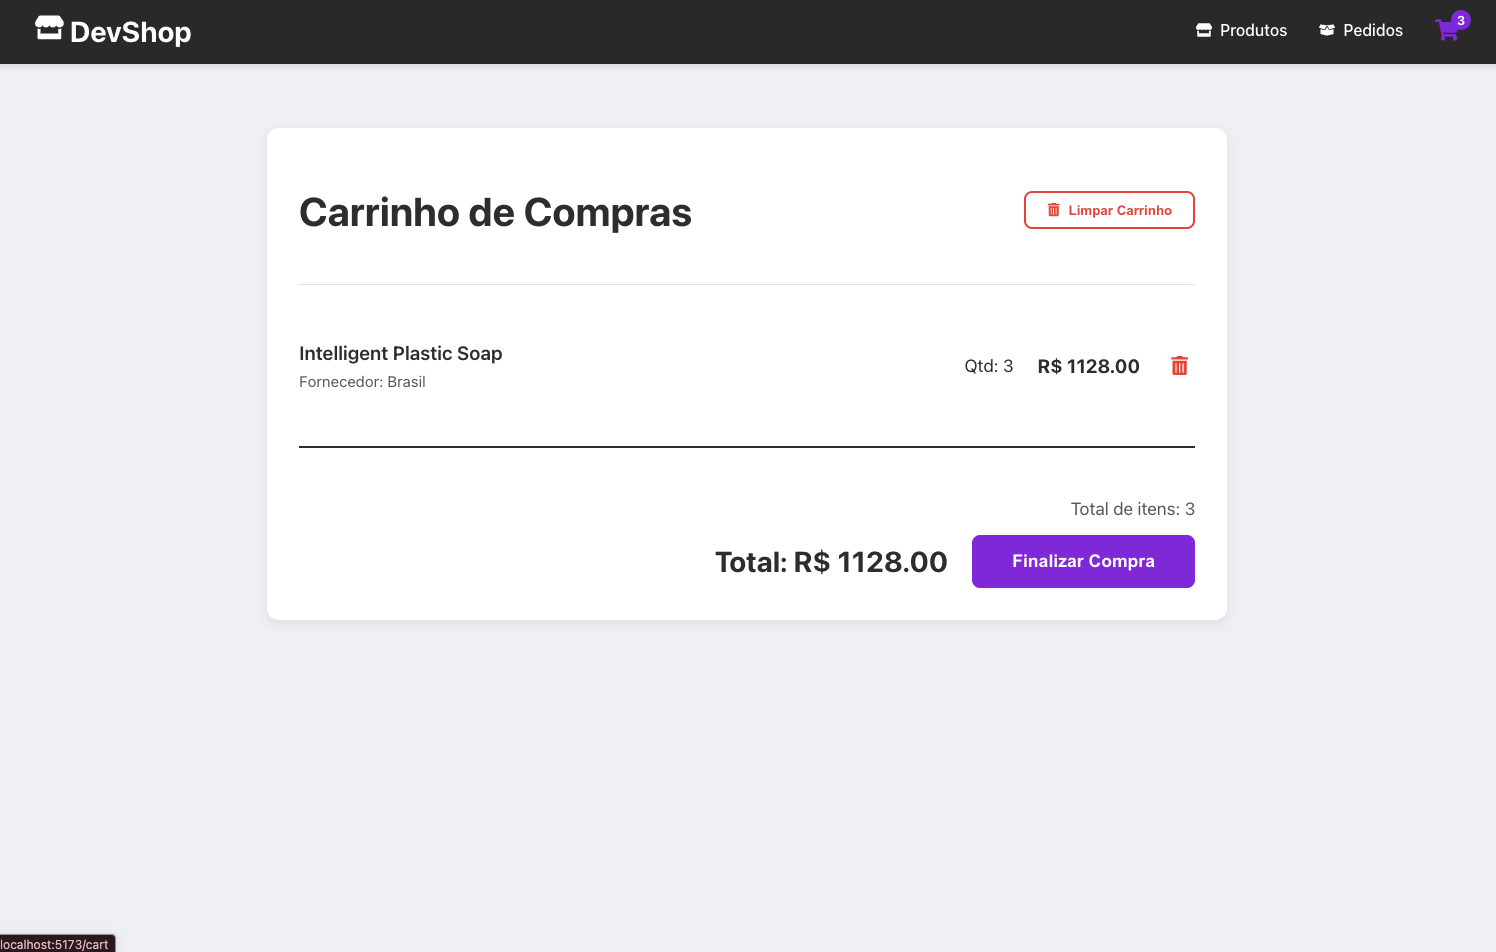 DevShop
Produtos
Pedidos
3
Carrinho de Compras
Limpar Carrinho
Intelligent Plastic Soap
Fornecedor: Brasil
Qtd: 3
R$ 1128.00
Total de itens: 3
Total: R$ 1128.00
Finalizar Compra
localhost:5173/cart